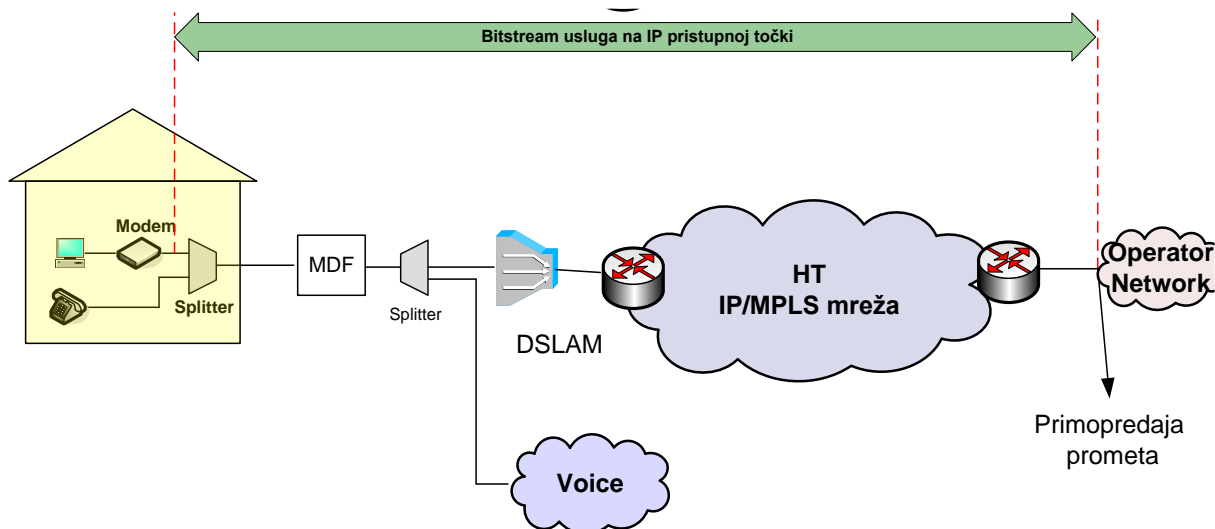 Bitstream usluga na IP pristupnoj točki
Modem
Splitter
MDF
Splitter
DSLAM
HT
IP/MPLS mreža
Operator
Network
Primopredaja
prometa
Voice